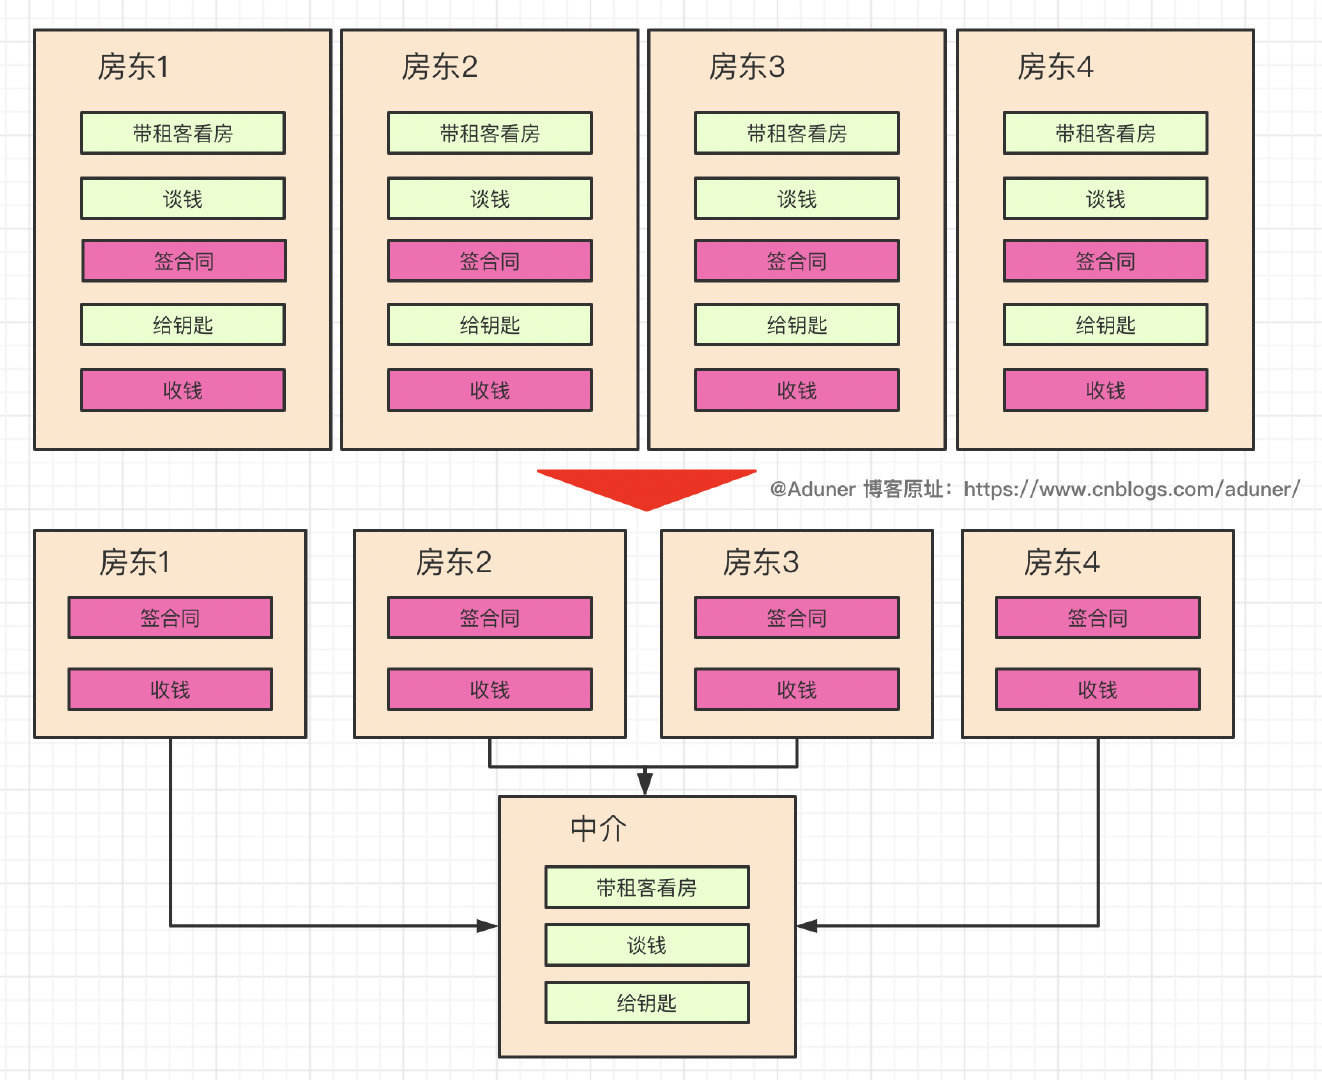 房东1
带租客看房
谈钱
签合同
给钥匙
收钱
房东2
带租客看房
谈钱
签合同
给钥匙
收钱
房东3
带租客看房
谈钱
签合同
给钥匙
收钱
房东4
带租客看房
谈钱
签合同
给钥匙
收钱
@Aduner 博客原址：https://www.cnblogs.com/aduner/
房东1
签合同
收钱
房东2
签合同
收钱
房东3
签合同
收钱
房东4
签合同
收钱
中介
带租客看房
谈钱
给钥匙